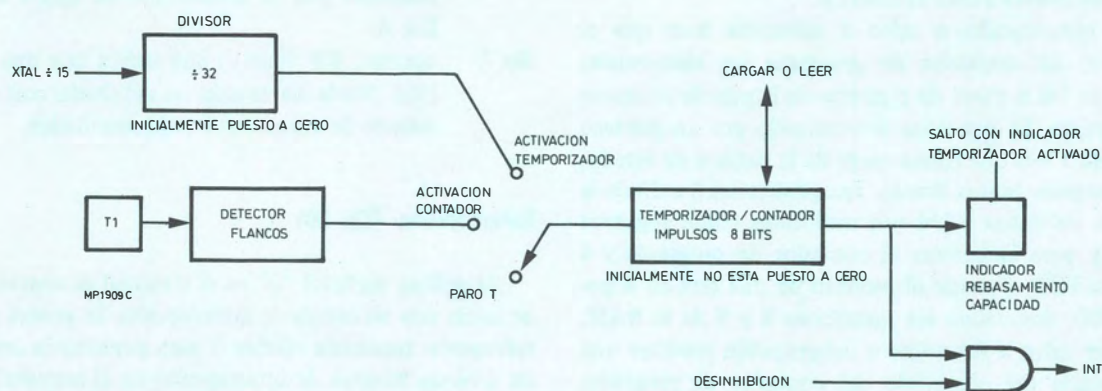 DIVISOR
XTAL ÷ 15
÷ 32
INICIALMENTE PUESTO A CERO
CARGAR O LEER
SALTO CON INDICADOR
TEMPORIZADOR ACTIVADO
ACTIVACION
TEMPORIZADOR
ACTIVACION
CONTADOR
T1
DETECTOR
FLANCOS
MP1909C
PARO T
TEMPORIZADOR / CONTADOR
IMPULSOS 8 BITS
INICIALMENTE NO ESTA PUESTO A CERO
INDICADOR
REBASAMIENTO
CAPACIDAD
DESINHIBICION
INT